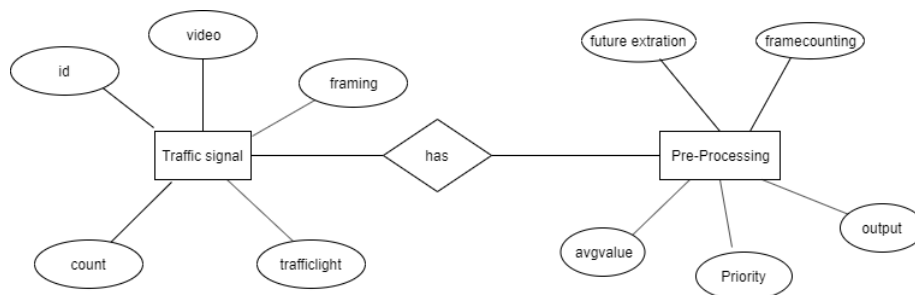 video
future extration
framecounting
id
framing
Traffic signal
has
Pre-Processing
count
trafficlight
avgvalue
Priority
output